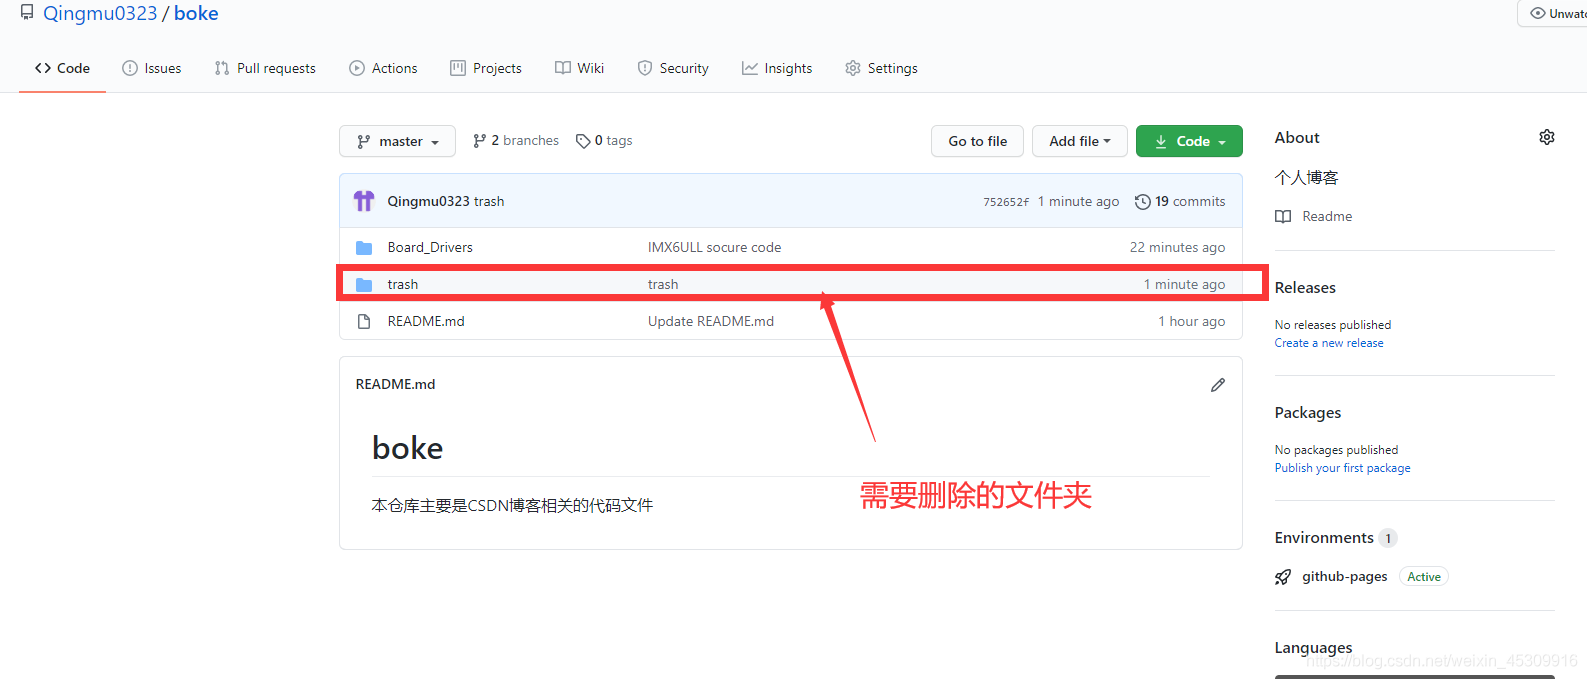 Qingmu0323 / boke
Unwatc
Code Issues Pull requests Actions Projects Wiki Security Insights Settings
master 2 branches 0 tags Go to file Add file Code
Qingmu0323 trash 752652f 1 minute ago 19 commits
Board_Drivers IMX6ULL socure code 22 minutes ago
trash trash 1 minute ago
README.md Update README.md 1 hour ago
README.md
boke
本仓库主要是CSDN博客相关的代码文件
需要删除的文件夹
About
个人博客
Readme
Releases
No releases published
Create a new release
Packages
No packages published
Publish your first package
Environments 1
github-pages Active
Languages
https://blog.csdn.net/weixin_45309916